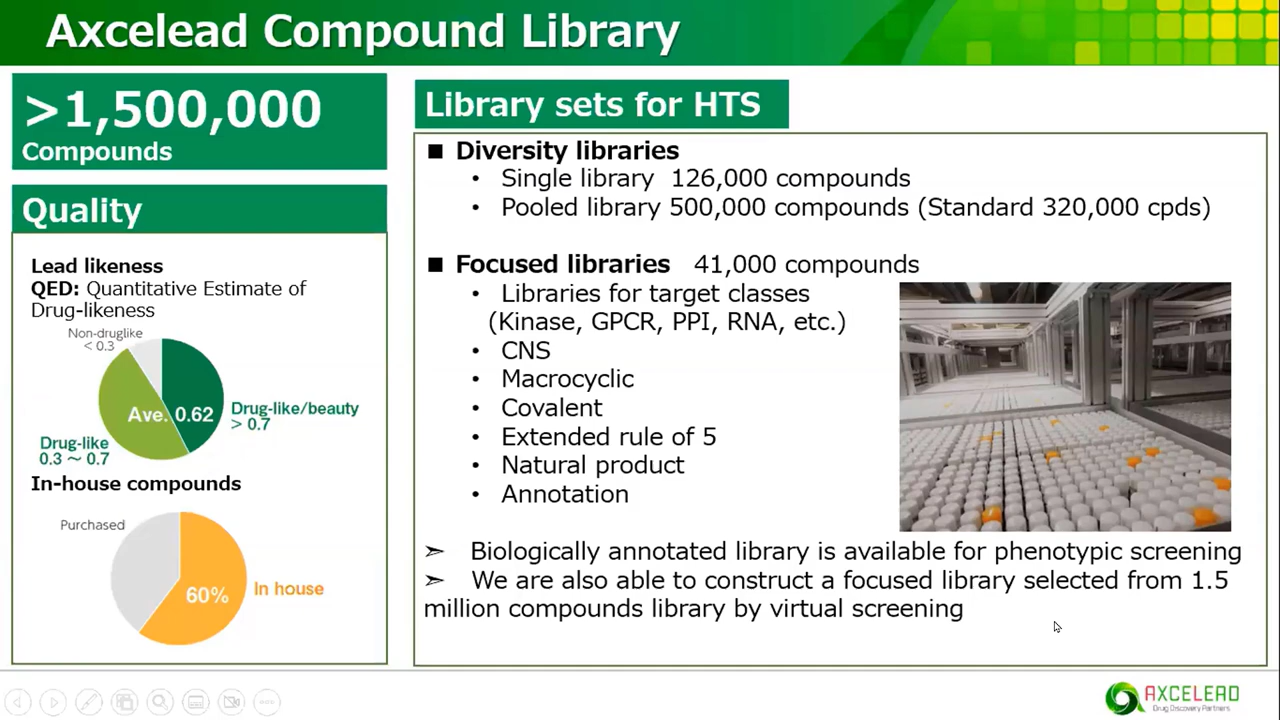 Axcelead Compound Library
>1,500,000
Compounds
Quality
Lead likeness
QED: Quantitative Estimate of
Drug-likeness
Non-druglike
< 0.3
Ave. 0.62
Drug-like/beauty
> 0.7
Drug-like
0.3 ～ 0.7
In-house compounds
Purchased
60%
In house
Library sets for HTS
■ Diversity libraries
• Single library 126,000 compounds
• Pooled library 500,000 compounds (Standard 320,000 cpds)
■ Focused libraries 41,000 compounds
• Libraries for target classes
(Kinase, GPCR, PPI, RNA, etc.)
• CNS
• Macrocyclic
• Covalent
• Extended rule of 5
• Natural product
• Annotation
➣ Biologically annotated library is available for phenotypic screening
➣ We are also able to construct a focused library selected from 1.5
million compounds library by virtual screening
AXCELEAD
Drug Discovery Partners